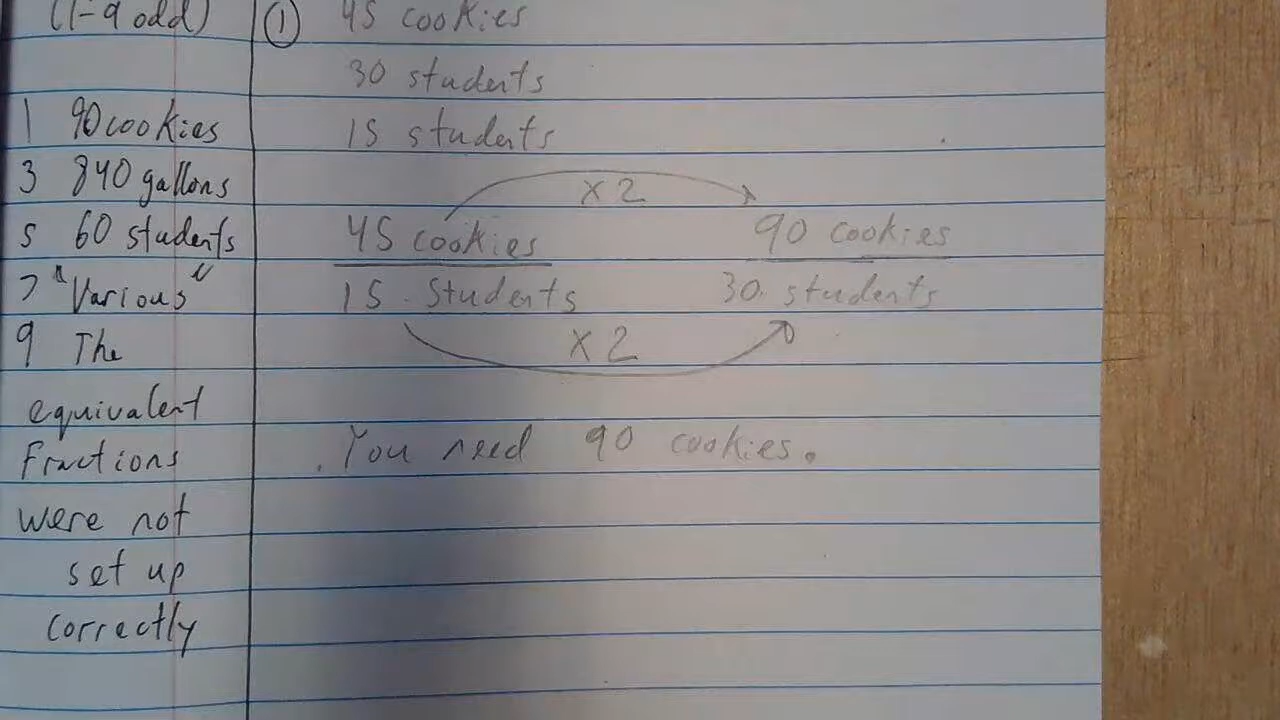 (1-9 odd)
1 90 cookies
3 840 gallons
5 60 students
7 "Various"
9 The
equivalent
fractions
were not
set up
correctly
① 45 cookies
30 students
15 students
x 2
45 cookies 90 cookies
15 students 30 students
x 2
You need 90 cookies.